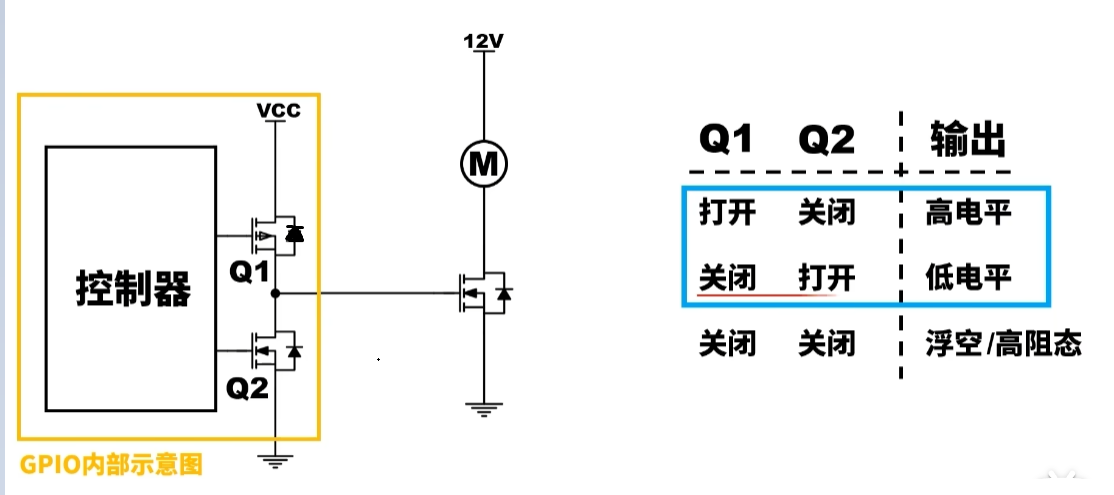 12V
VCC
M
控制器
Q1
Q2
GPIO内部示意图
Q1 Q2 输出
打开 关闭 高电平
关闭 打开 低电平
关闭 关闭 浮空/高阻态